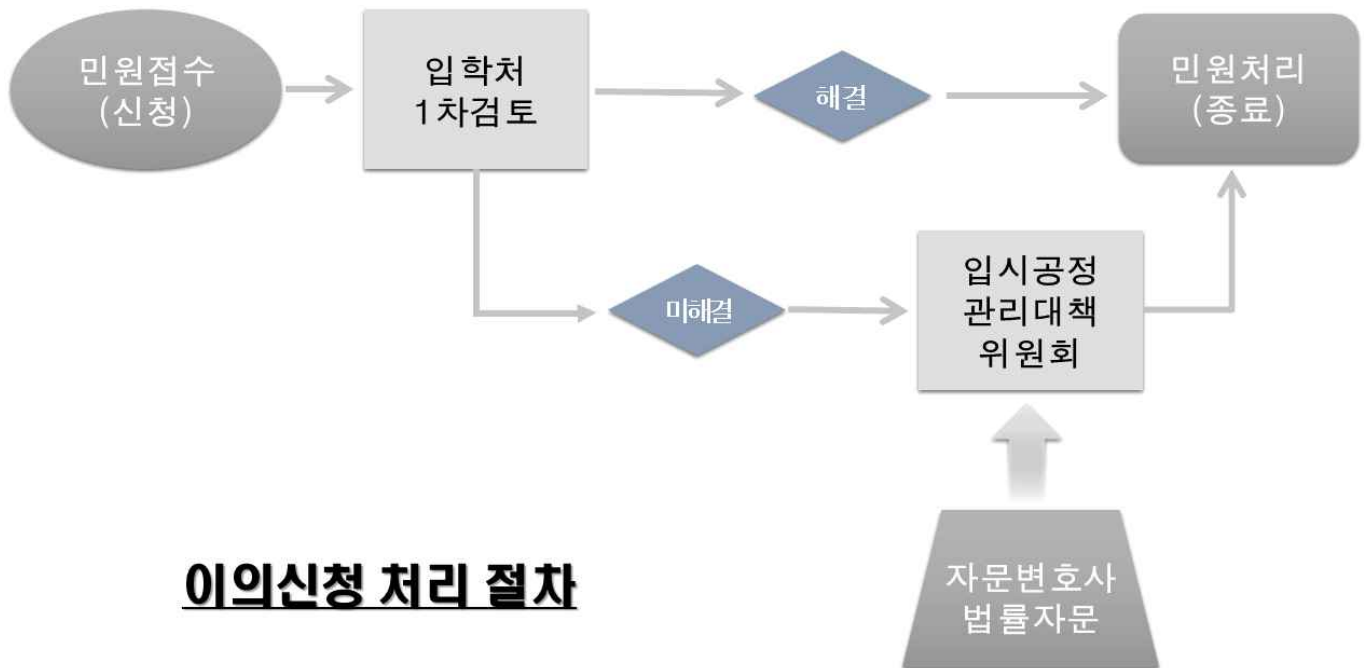 민원접수
(신청)
입학처
1차검토
해결
민원처리
(종료)
미해결
입시공정
관리대책
위원회
자문변호사
법률자문
이의신청 처리 절차